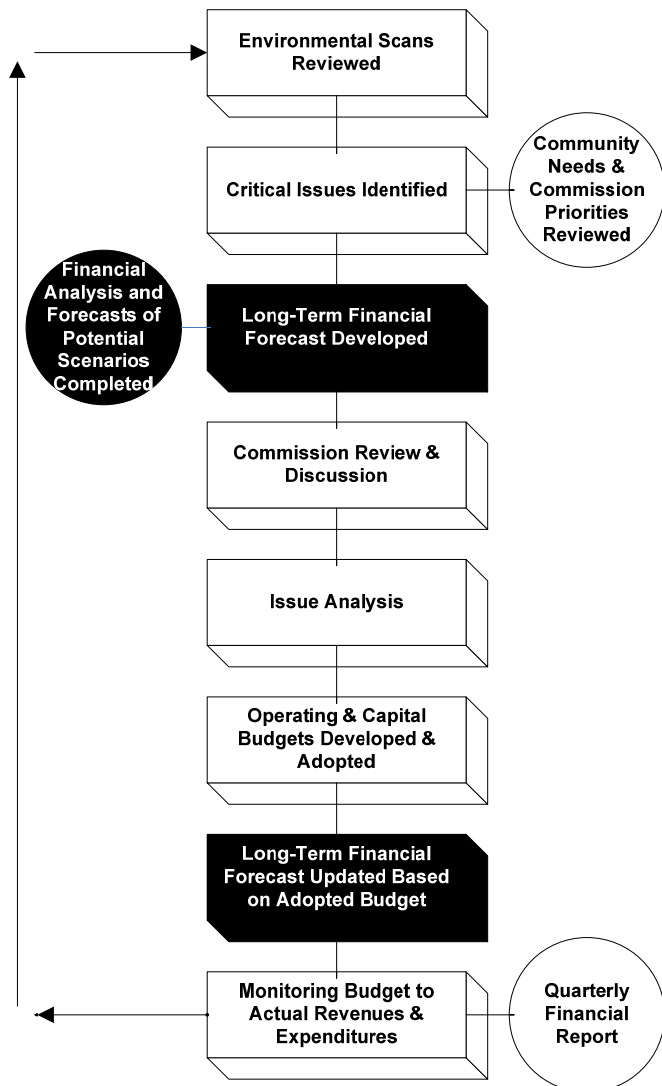 Environmental Scans
Reviewed
Critical Issues Identified
Community
Needs &
Commission
Priorities
Reviewed
Financial
Analysis and
Forecasts of
Potential
Scenarios
Completed
Long-Term Financial
Forecast Developed
Commission Review &
Discussion
Issue Analysis
Operating & Capital
Budgets Developed &
Adopted
Long-Term Financial
Forecast Updated Based
on Adopted Budget
Monitoring Budget to
Actual Revenues &
Expenditures
Quarterly
Financial
Report